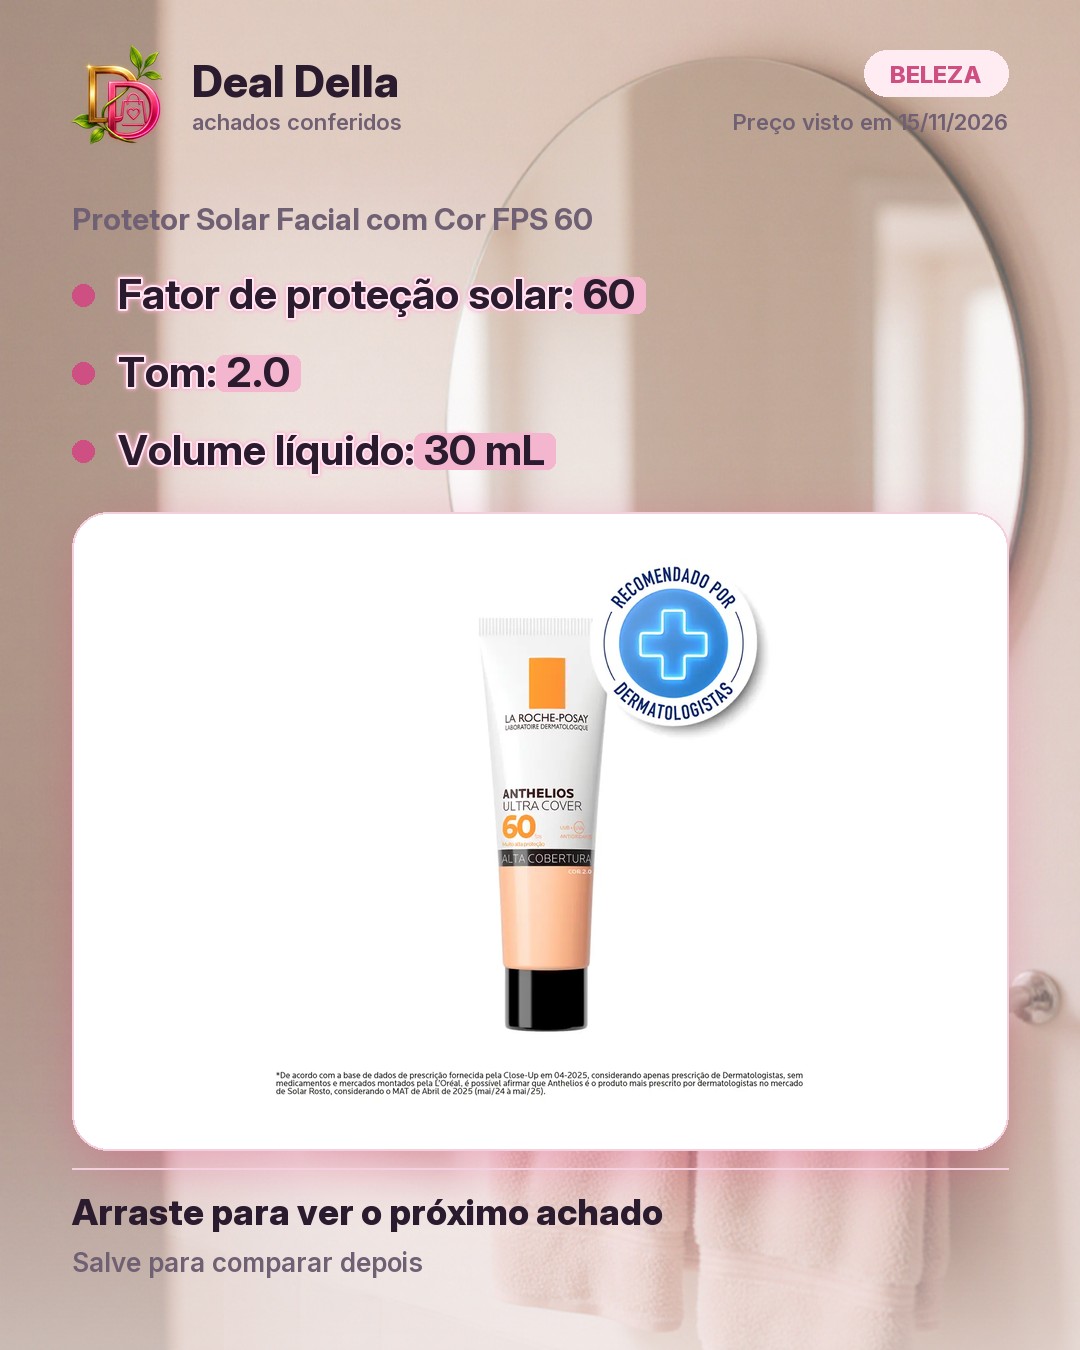 Deal Della
achados conferidos
BELEZA
Preço visto em 15/11/2026
Protetor Solar Facial com Cor FPS 60
Fator de proteção solar: 60
Tom: 2.0
Volume líquido: 30 mL
RECOMENDADO POR
DERMATOLOGISTAS
LA ROCHE-POSAY
LABORATOIRE DERMATOLOGIQUE
ANTHELIOS
ULTRA COVER
60
ALTA COBERTURA
COR 2.0
*De acordo com a base de dados de prescrição fornecida pela Close-Up em 04-2025, considerando apenas prescrição de Dermatologistas, sem
medicamentos e mercados montados pela L'Oréal, é possível afirmar que Anthelios é o produto mais prescrito por dermatologistas no mercado
de Solar Rosto, considerando o MAT de Abril de 2025 (mai/24 à mai/25).
Arraste para ver o próximo achado
Salve para comparar depois